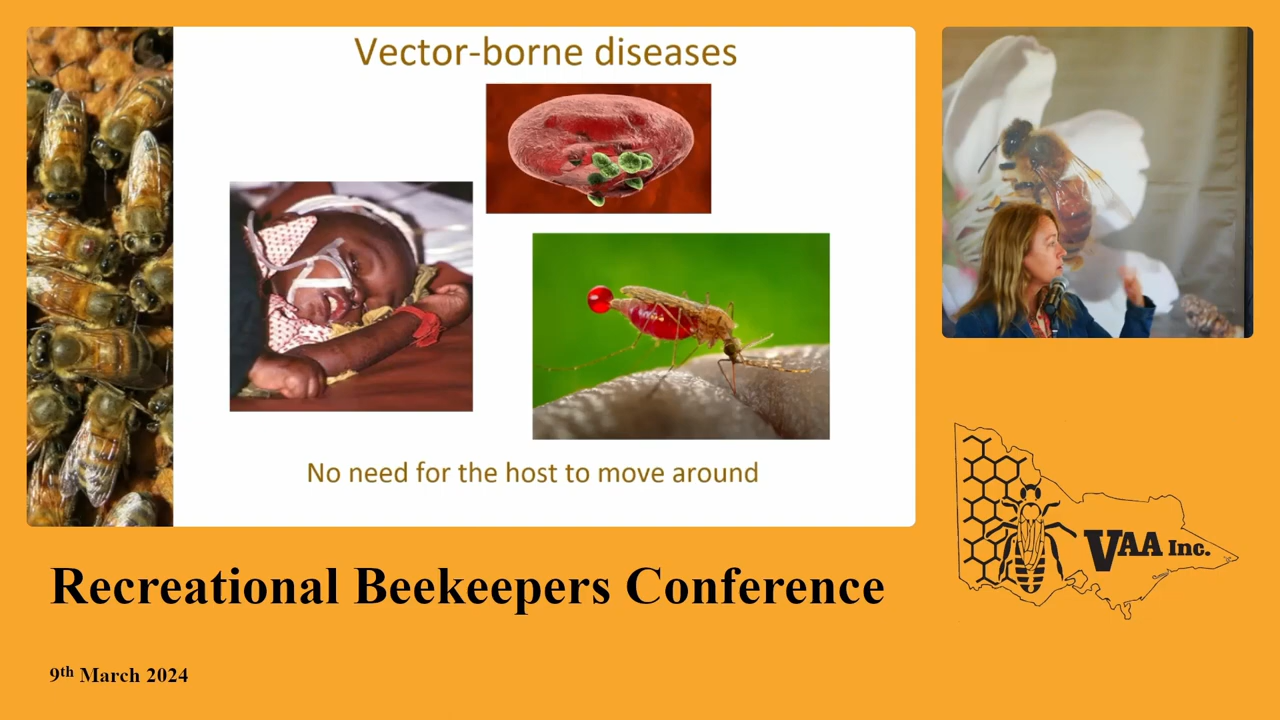 Vector-borne diseases
No need for the host to move around
Recreational Beekeepers Conference
9th March 2024
VAA Inc.